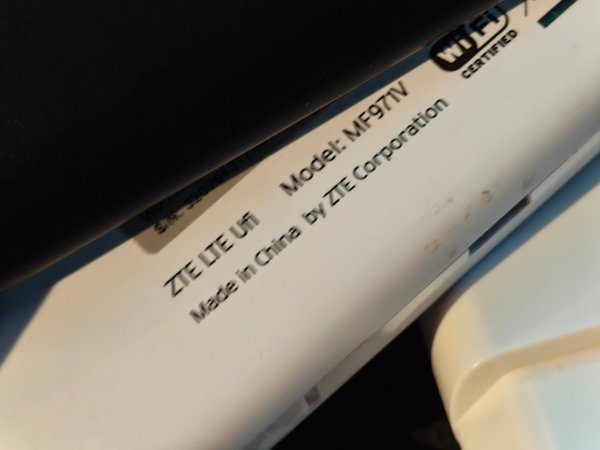 WiFi
CERTIFIED
ZTE LTE Ufi Model: MF971V
Made in China by ZTE Corporation